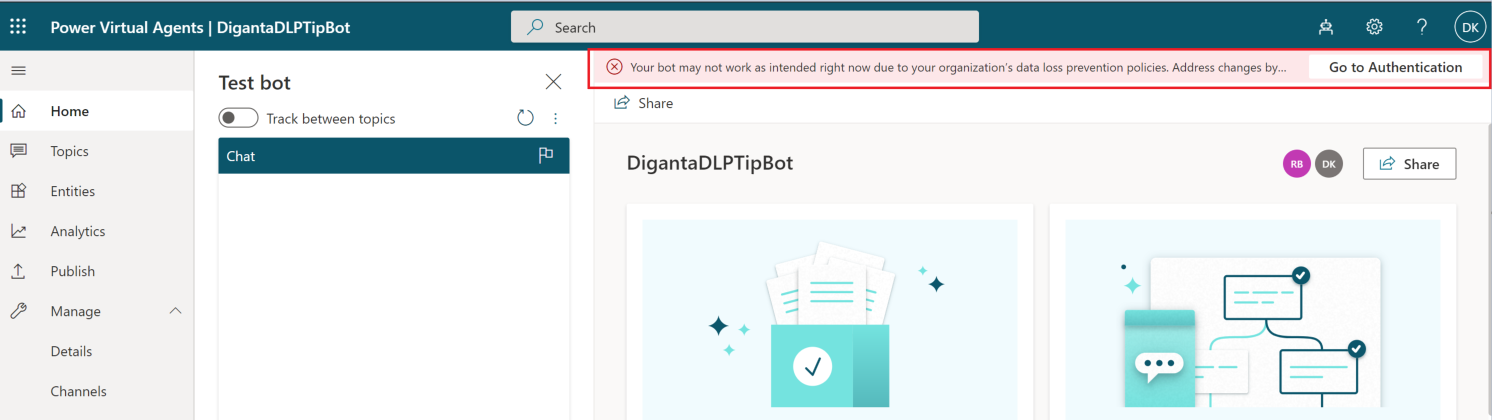 Power Virtual Agents | DigantaDLPTipBot
Search
DK
Home
Topics
Entities
Analytics
Publish
Manage
Details
Channels
Test bot
Track between topics
Chat
Your bot may not work as intended right now due to your organization's data loss prevention policies. Address changes by...
Go to Authentication
Share
DigantaDLPTipBot
RB
DK
Share